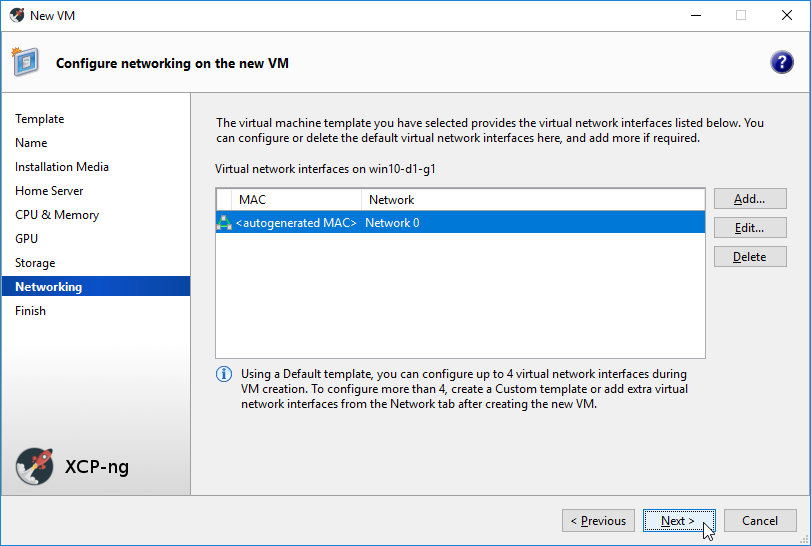 New VM
Configure networking on the new VM
?
Template
Name
Installation Media
Home Server
CPU & Memory
GPU
Storage
Networking
Finish
XCP-ng
The virtual machine template you have selected provides the virtual network interfaces listed below. You
can configure or delete the default virtual network interfaces here, and add more if required.
Virtual network interfaces on win10-d1-g1
MAC Network
<autogenerated MAC> Network 0
Add...
Edit...
Delete
Using a Default template, you can configure up to 4 virtual network interfaces during
VM creation. To configure more than 4, create a Custom template or add extra virtual
network interfaces from the Network tab after creating the new VM.
< Previous Next > Cancel